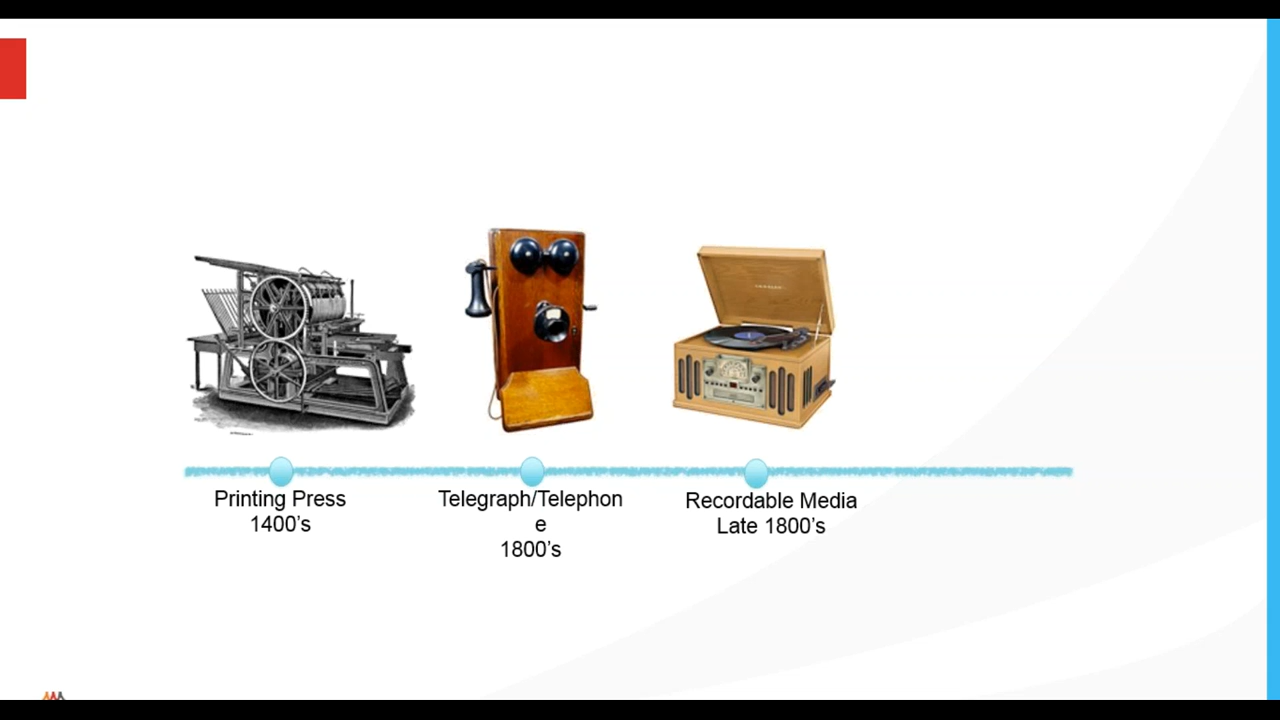 Printing Press
1400’s
Telegraph/Telephon
e
1800’s
Recordable Media
Late 1800’s